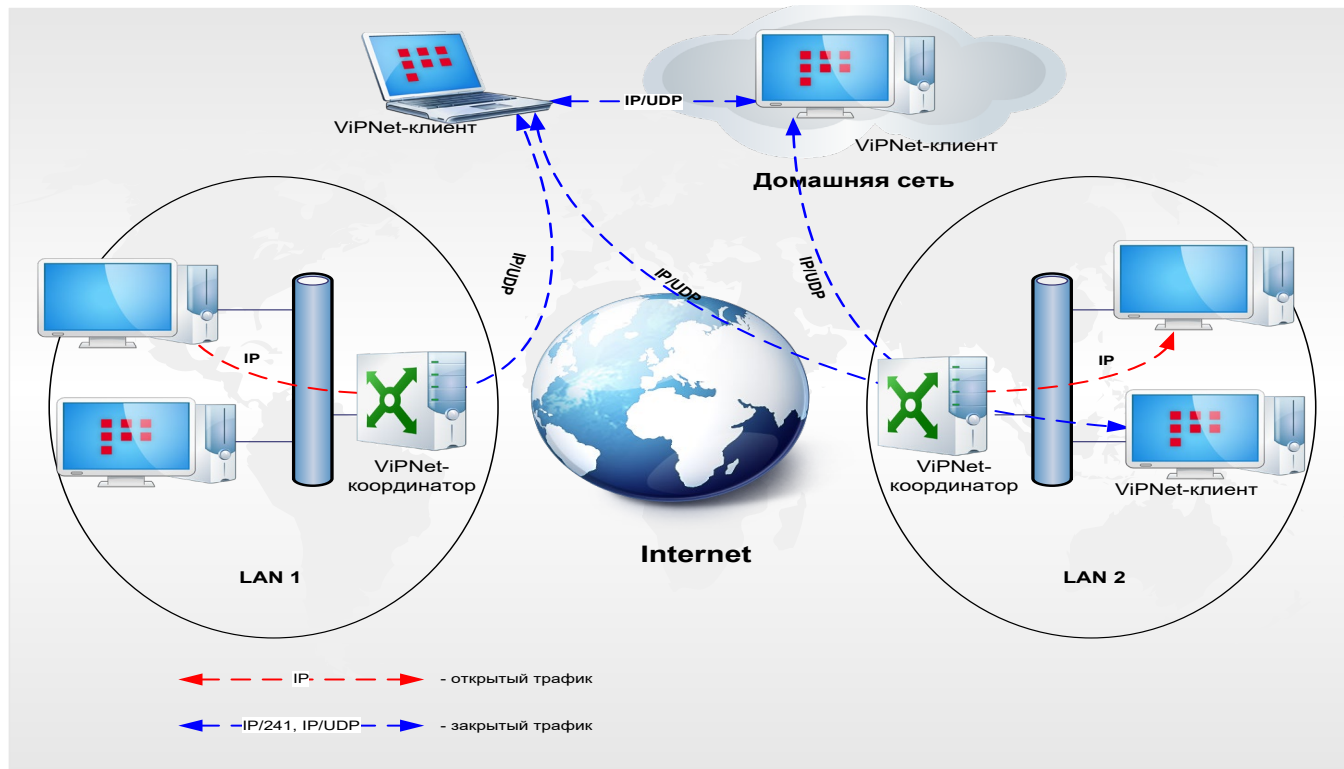 IP/UDP
ViPNet-клиент
ViPNet-клиент
Домашняя сеть
IP/UDP
IP/UDP
IP/UDP
IP
IP
ViPNet-
координатор
ViPNet-
координатор
ViPNet-клиент
Internet
LAN 1
LAN 2
IP
- открытый трафик
IP/241, IP/UDP
- закрытый трафик